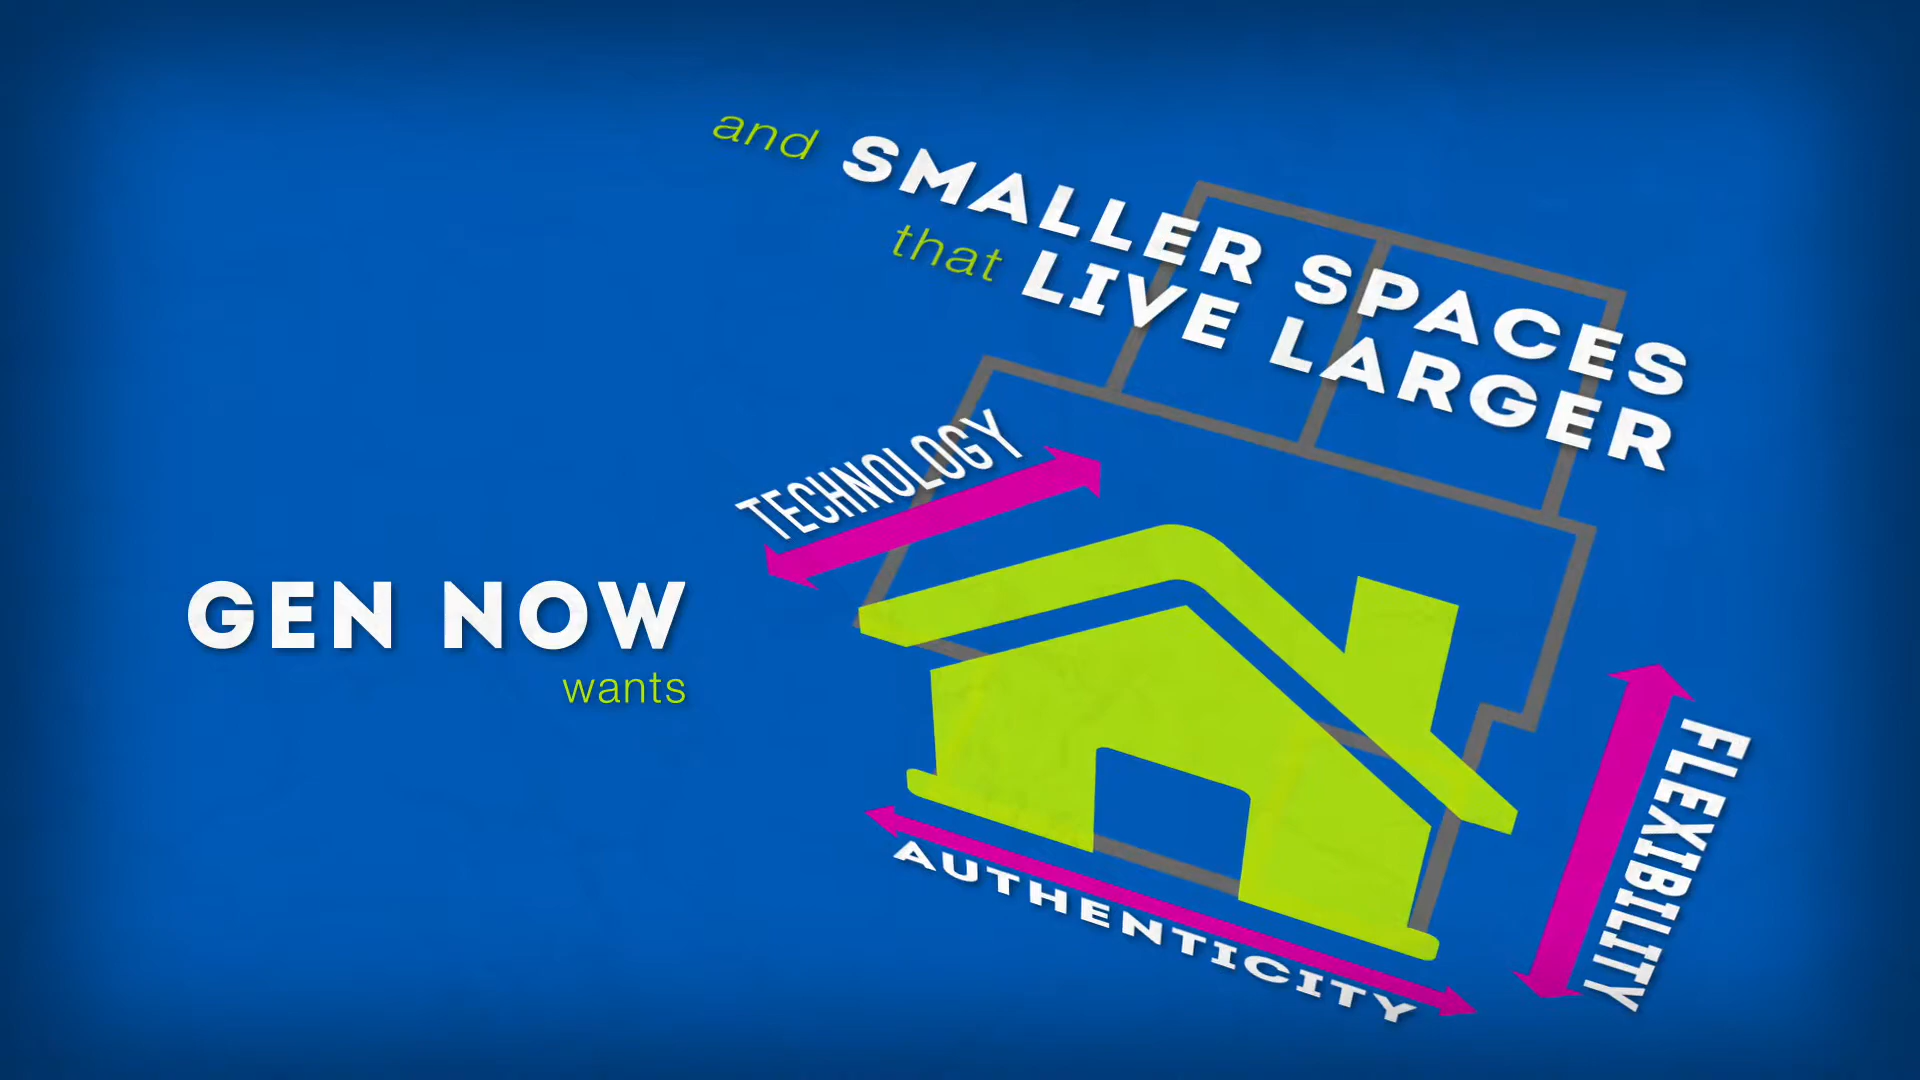 and SMALLER SPACES
that LIVE LARGER
TECHNOLOGY
GEN NOW
wants
FLEXIBILITY
AUTHENTICITY